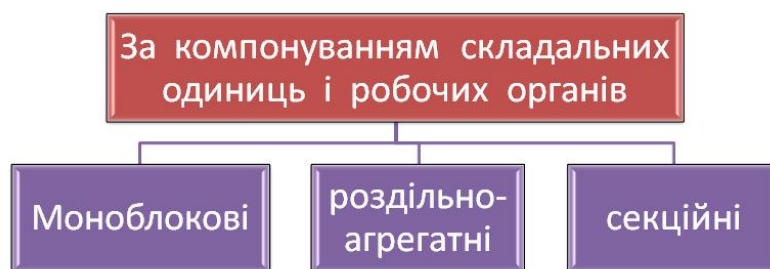 За компонуванням складальних
одиниць і робочих органів
Моноблокові
роздільно-
агрегатні
секційні